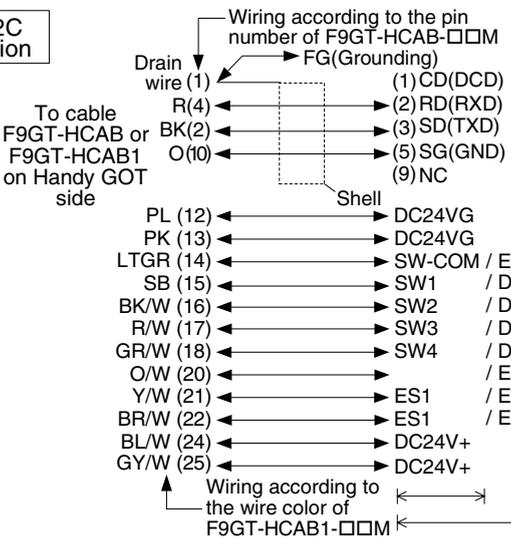 2C
ion
Wiring according to the pin
number of F9GT-HCAB-□□M
FG(Grounding)
Drain
wire (1) (1) CD(DCD)
R(4) (2) RD(RXD)
BK(2) (3) SD(TXD)
O(10) (5) SG(GND)
(9) NC
To cable
F9GT-HCAB or
F9GT-HCAB1
on Handy GOT
side
Shell
PL (12) DC24VG
PK (13) DC24VG
LTGR (14) SW-COM / E
SB (15) SW1 / D
BK/W (16) SW2 / D
R/W (17) SW3 / D
GR/W (18) SW4 / D
O/W (20) / E
Y/W (21) ES1 / E
BR/W (22) ES1 / E
BL/W (24) DC24V+
GY/W (25) DC24V+
Wiring according to
the wire color of
F9GT-HCAB1-□□M